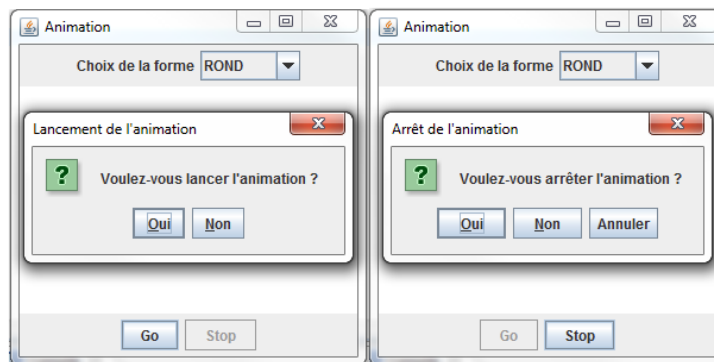 Animation
Choix de la forme ROND
Lancement de l'animation
? Voulez-vous lancer l'animation ?
Oui Non
Go Stop
Animation
Choix de la forme ROND
Arrêt de l'animation
? Voulez-vous arrêter l'animation ?
Oui Non Annuler
Go Stop